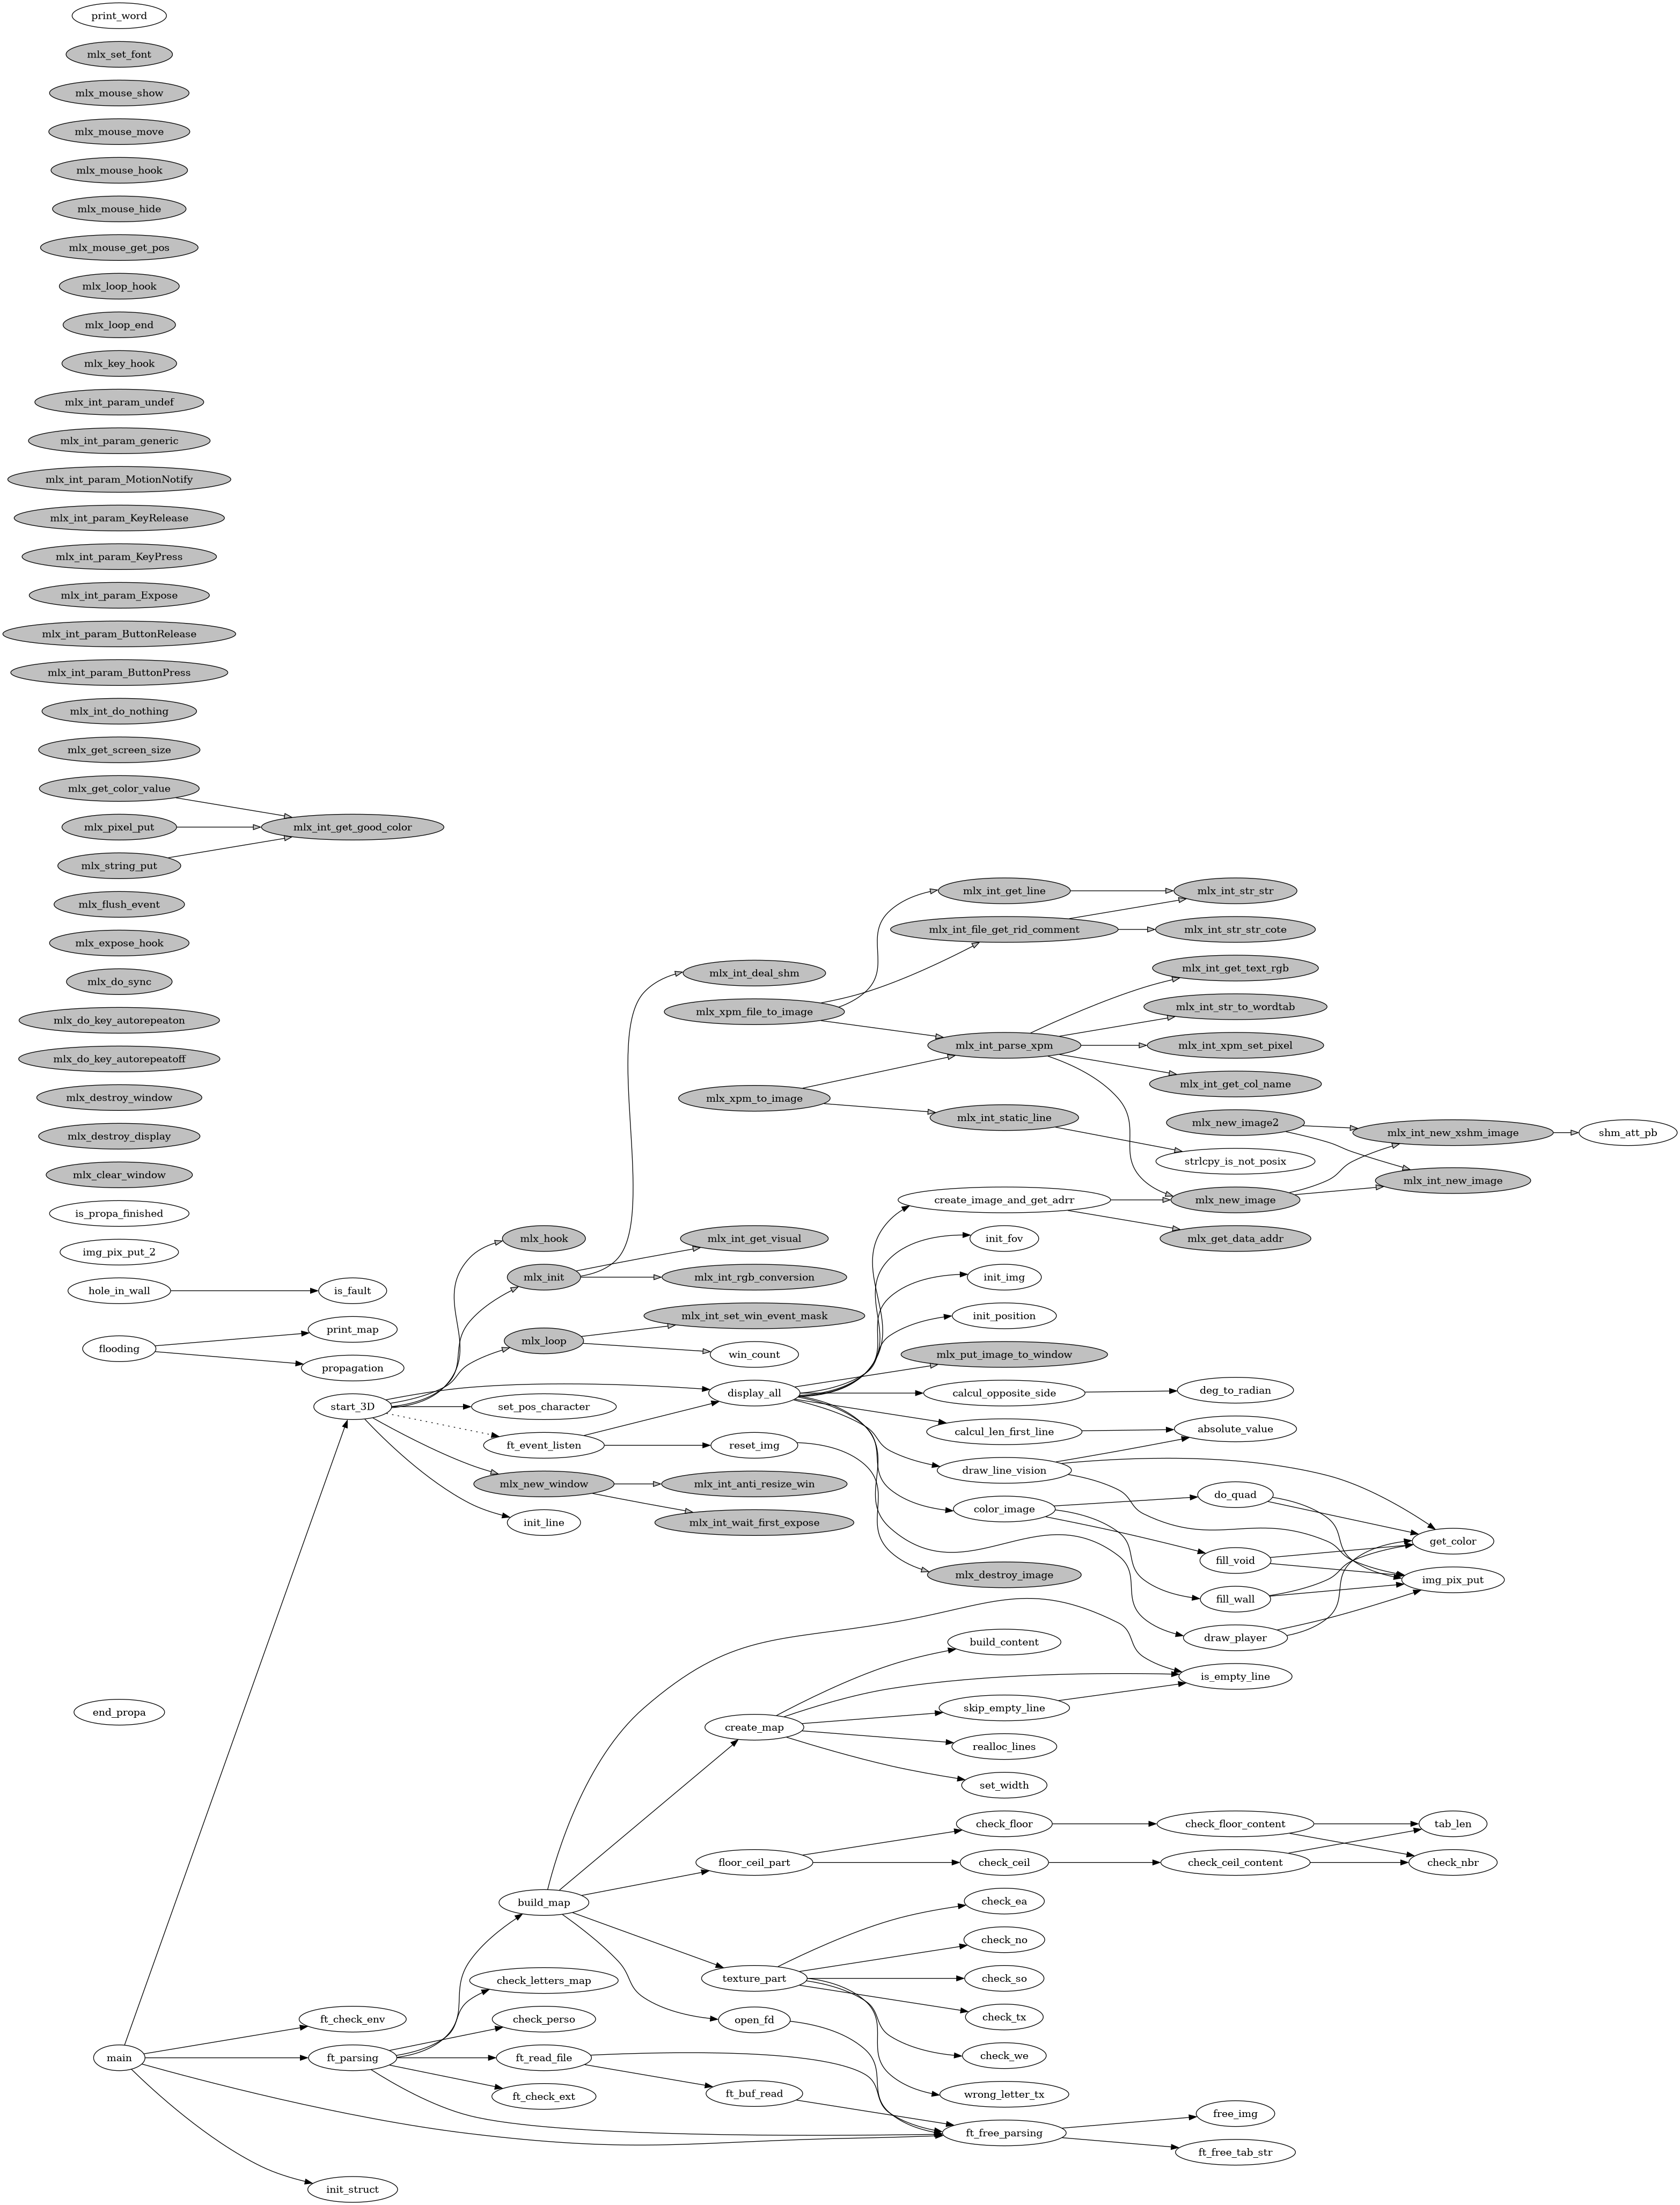 print_word
mlx_set_font
mlx_mouse_show
mlx_mouse_move
mlx_mouse_hook
mlx_mouse_hide
mlx_mouse_get_pos
mlx_loop_hook
mlx_loop_end
mlx_key_hook
mlx_int_param_undef
mlx_int_param_generic
mlx_int_param_MotionNotify
mlx_int_param_KeyRelease
mlx_int_param_KeyPress
mlx_int_param_Expose
mlx_int_param_ButtonRelease
mlx_int_param_ButtonPress
mlx_int_do_nothing
mlx_get_screen_size
mlx_get_color_value
mlx_pixel_put
mlx_string_put
mlx_flush_event
mlx_expose_hook
mlx_do_sync
mlx_do_key_autorepeaton
mlx_do_key_autorepeatoff
mlx_destroy_window
mlx_destroy_display
mlx_clear_window
is_propa_finished
img_pix_put_2
hole_in_wall
flooding
end_propa
main
mlx_int_get_good_color
is_fault
print_map
propagation
start_3D
ft_check_env
ft_parsing
init_struct
mlx_hook
mlx_init
mlx_loop
set_pos_character
ft_event_listen
mlx_new_window
init_line
build_map
check_letters_map
check_perso
ft_read_file
ft_check_ext
mlx_int_deal_shm
mlx_xpm_file_to_image
mlx_xpm_to_image
mlx_int_get_visual
mlx_int_rgb_conversion
mlx_int_set_win_event_mask
win_count
display_all
reset_img
mlx_int_anti_resize_win
mlx_int_wait_first_expose
create_map
floor_ceil_part
texture_part
open_fd
ft_buf_read
mlx_int_get_line
mlx_int_file_get_rid_comment
mlx_int_parse_xpm
mlx_int_static_line
create_image_and_get_adrr
init_fov
init_img
init_position
mlx_put_image_to_window
calcul_opposite_side
calcul_len_first_line
draw_line_vision
color_image
mlx_destroy_image
build_content
skip_empty_line
realloc_lines
set_width
check_floor
check_ceil
check_ea
check_no
check_so
check_tx
check_we
wrong_letter_tx
ft_free_parsing
mlx_int_str_str
mlx_int_str_str_cote
mlx_int_get_text_rgb
mlx_int_str_to_wordtab
mlx_int_xpm_set_pixel
mlx_int_get_col_name
mlx_new_image2
strlcpy_is_not_posix
mlx_new_image
mlx_get_data_addr
deg_to_radian
absolute_value
do_quad
fill_void
fill_wall
draw_player
is_empty_line
check_floor_content
check_ceil_content
free_img
ft_free_tab_str
mlx_int_new_xshm_image
mlx_int_new_image
get_color
img_pix_put
tab_len
check_nbr
shm_att_pb